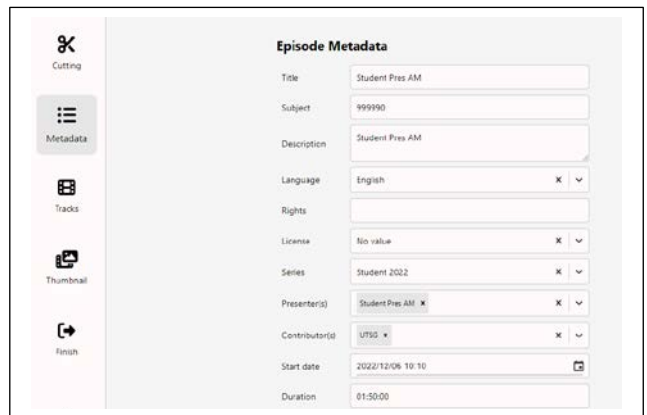 Cutting
Metadata
Tracks
Thumbnail
Finish
Episode Metadata
Title Student Pres AM
Subject 999990
Description Student Pres AM
Language English
Rights
License No value
Series Student 2022
Presenter(s) Student Pres AM
Contributor(s) UTSG
Start date 2022/12/06 10:10
Duration 01:50:00